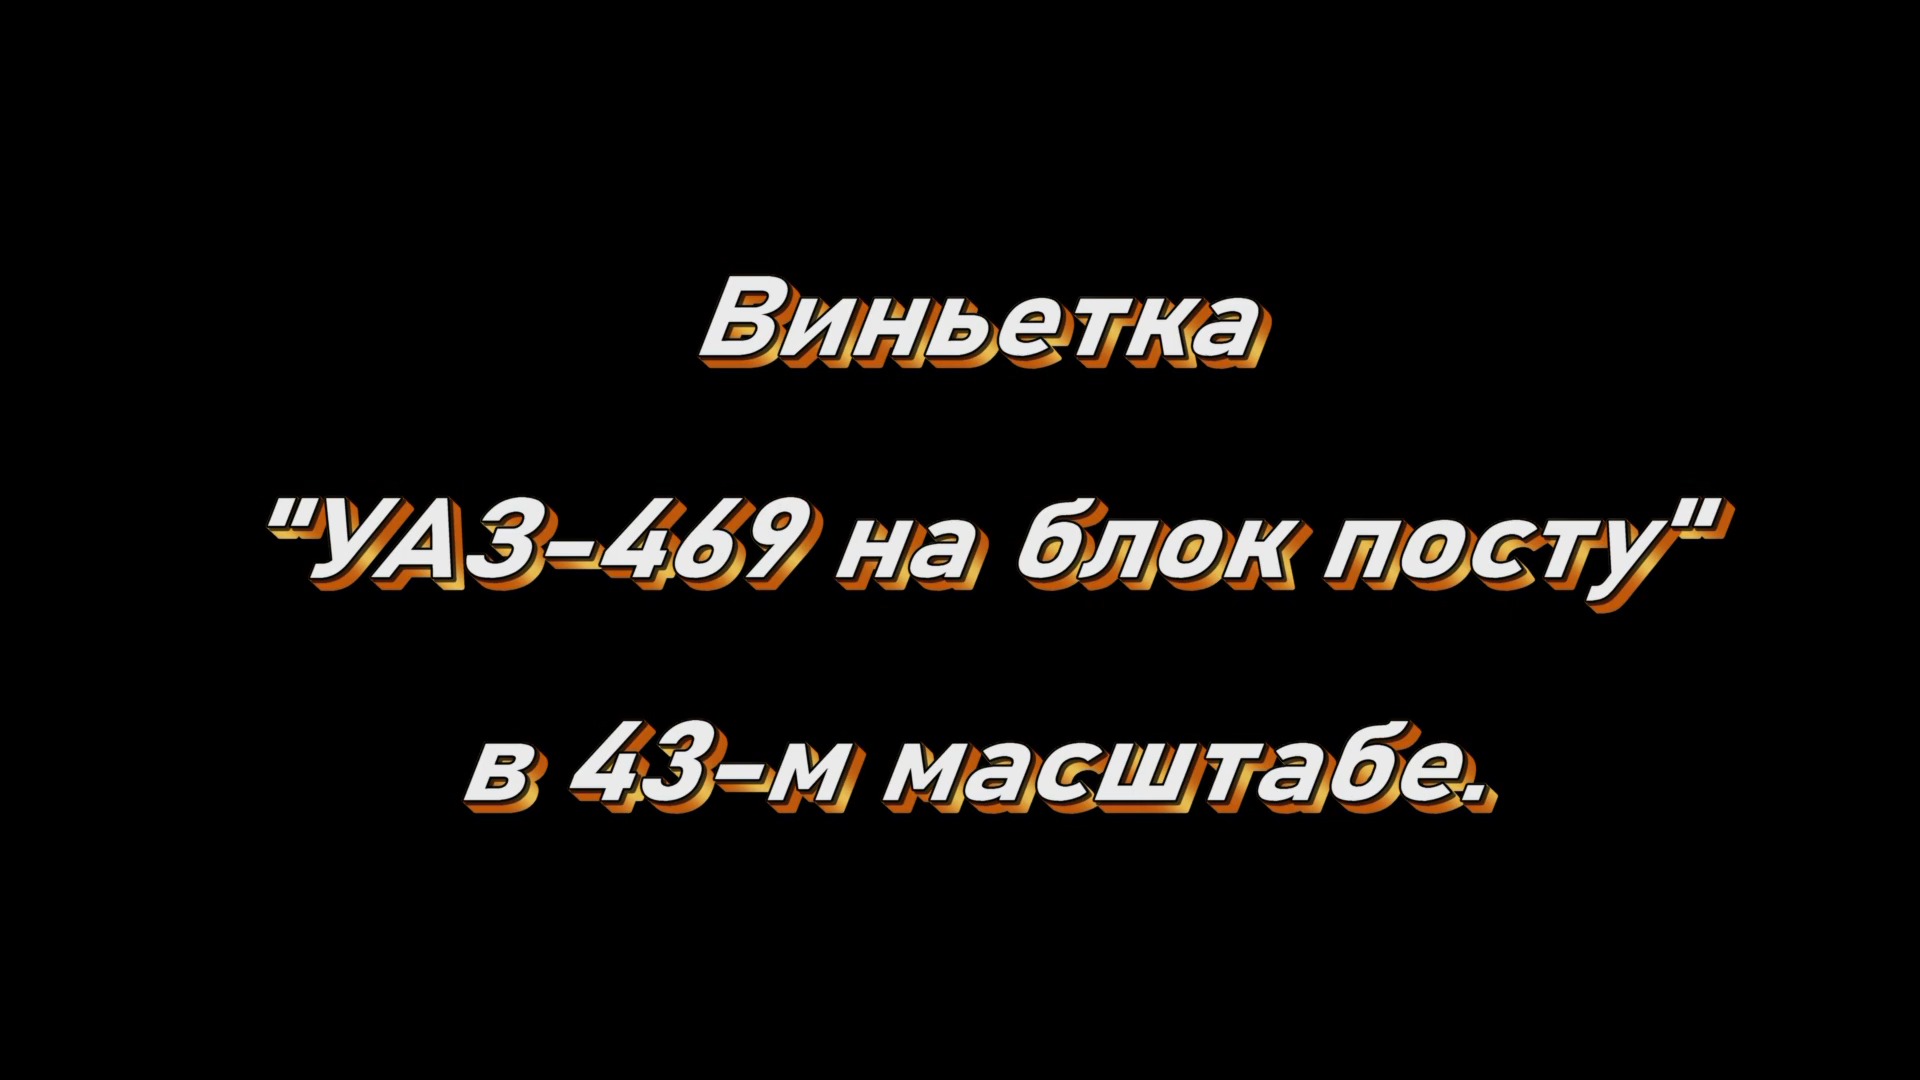 Виньетка
"УАЗ-469 на блок посту"
в 43-м масштабе.